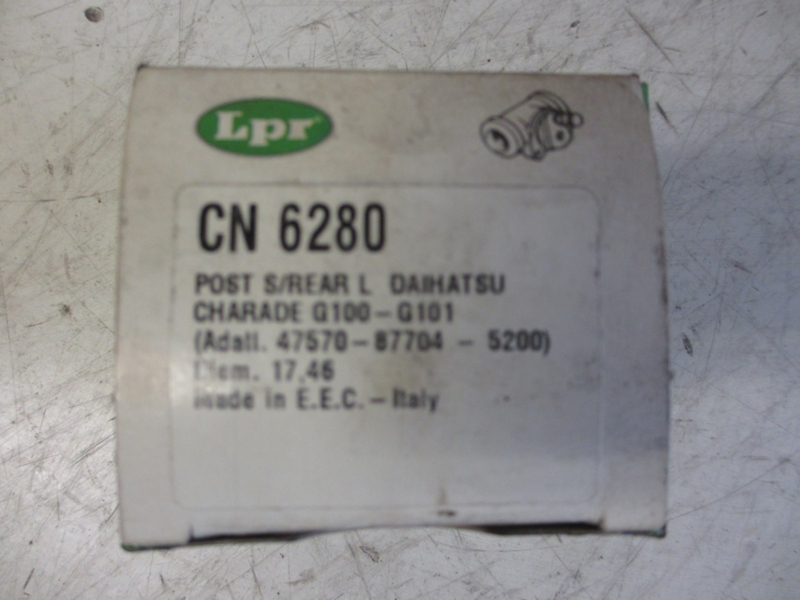 Lpr
CN 6280
POST S/REAR L DAIHATSU
CHARADE G100-G101
(Adatt. 47570-87704 - 5200)
Diam. 17,46
Made in E.E.C. - Italy